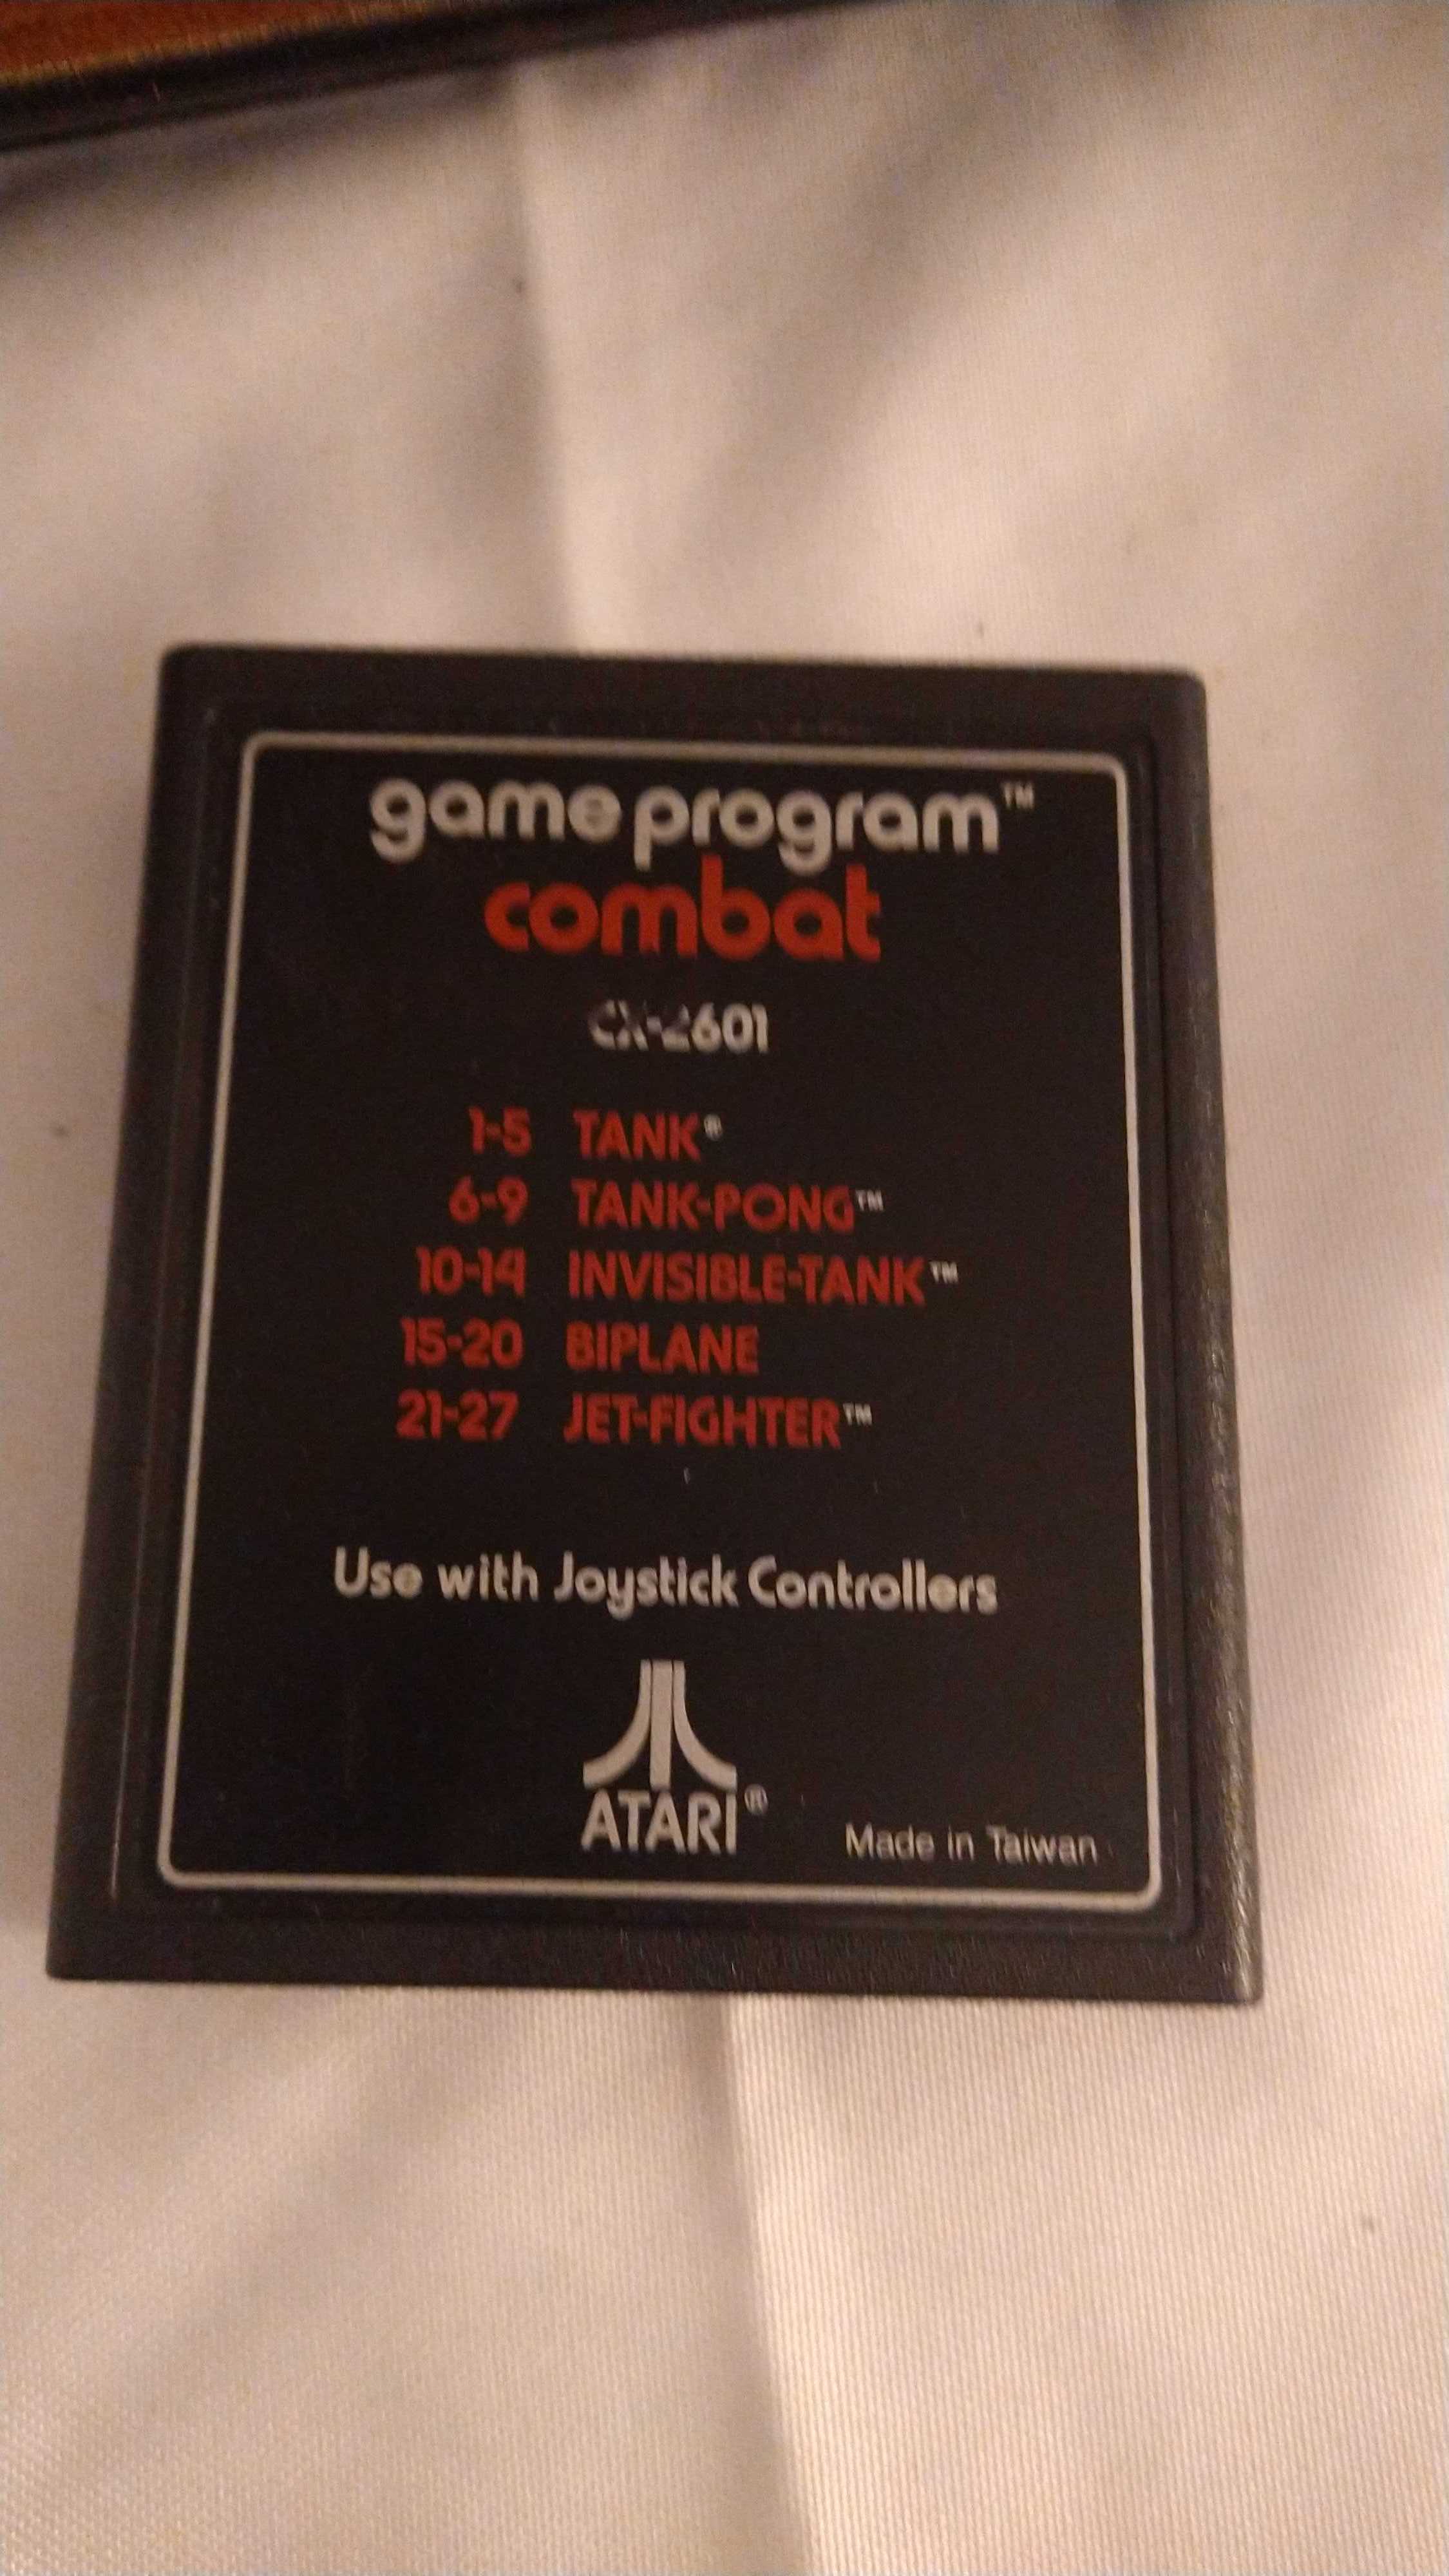 game program™
combat
CX-2601
1-5 TANK®
6-9 TANK-PONG™
10-14 INVISIBLE-TANK™
15-20 BIPLANE
21-27 JET-FIGHTER™
Use with Joystick Controllers
ATARI®
Made in Taiwan